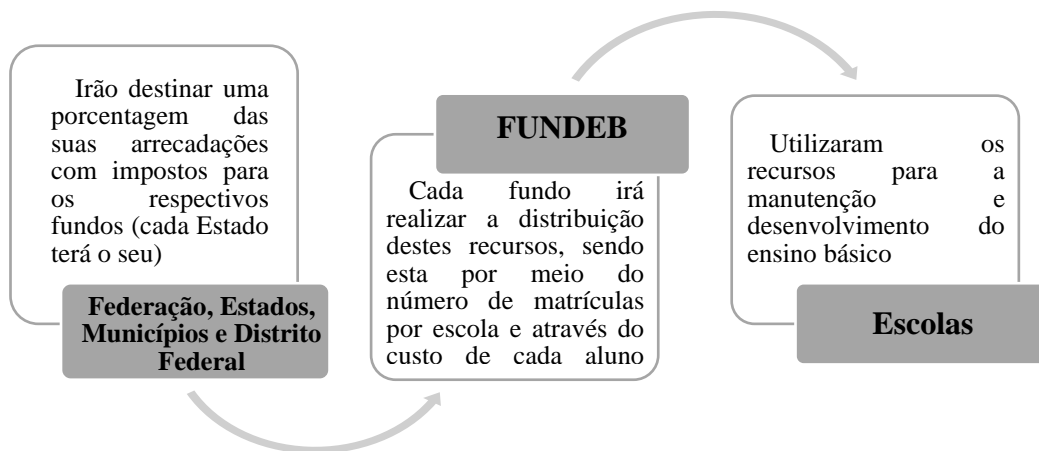 Irão destinar uma
porcentagem das
suas arrecadações
com impostos para
os respectivos
fundos (cada Estado
terá o seu)
Federação, Estados,
Municípios e Distrito
Federal
FUNDEB
Cada fundo irá
realizar a distribuição
destes recursos, sendo
esta por meio do
número de matrículas
por escola e através do
custo de cada aluno
Utilizaram os
recursos para a
manutenção e
desenvolvimento do
ensino básico
Escolas